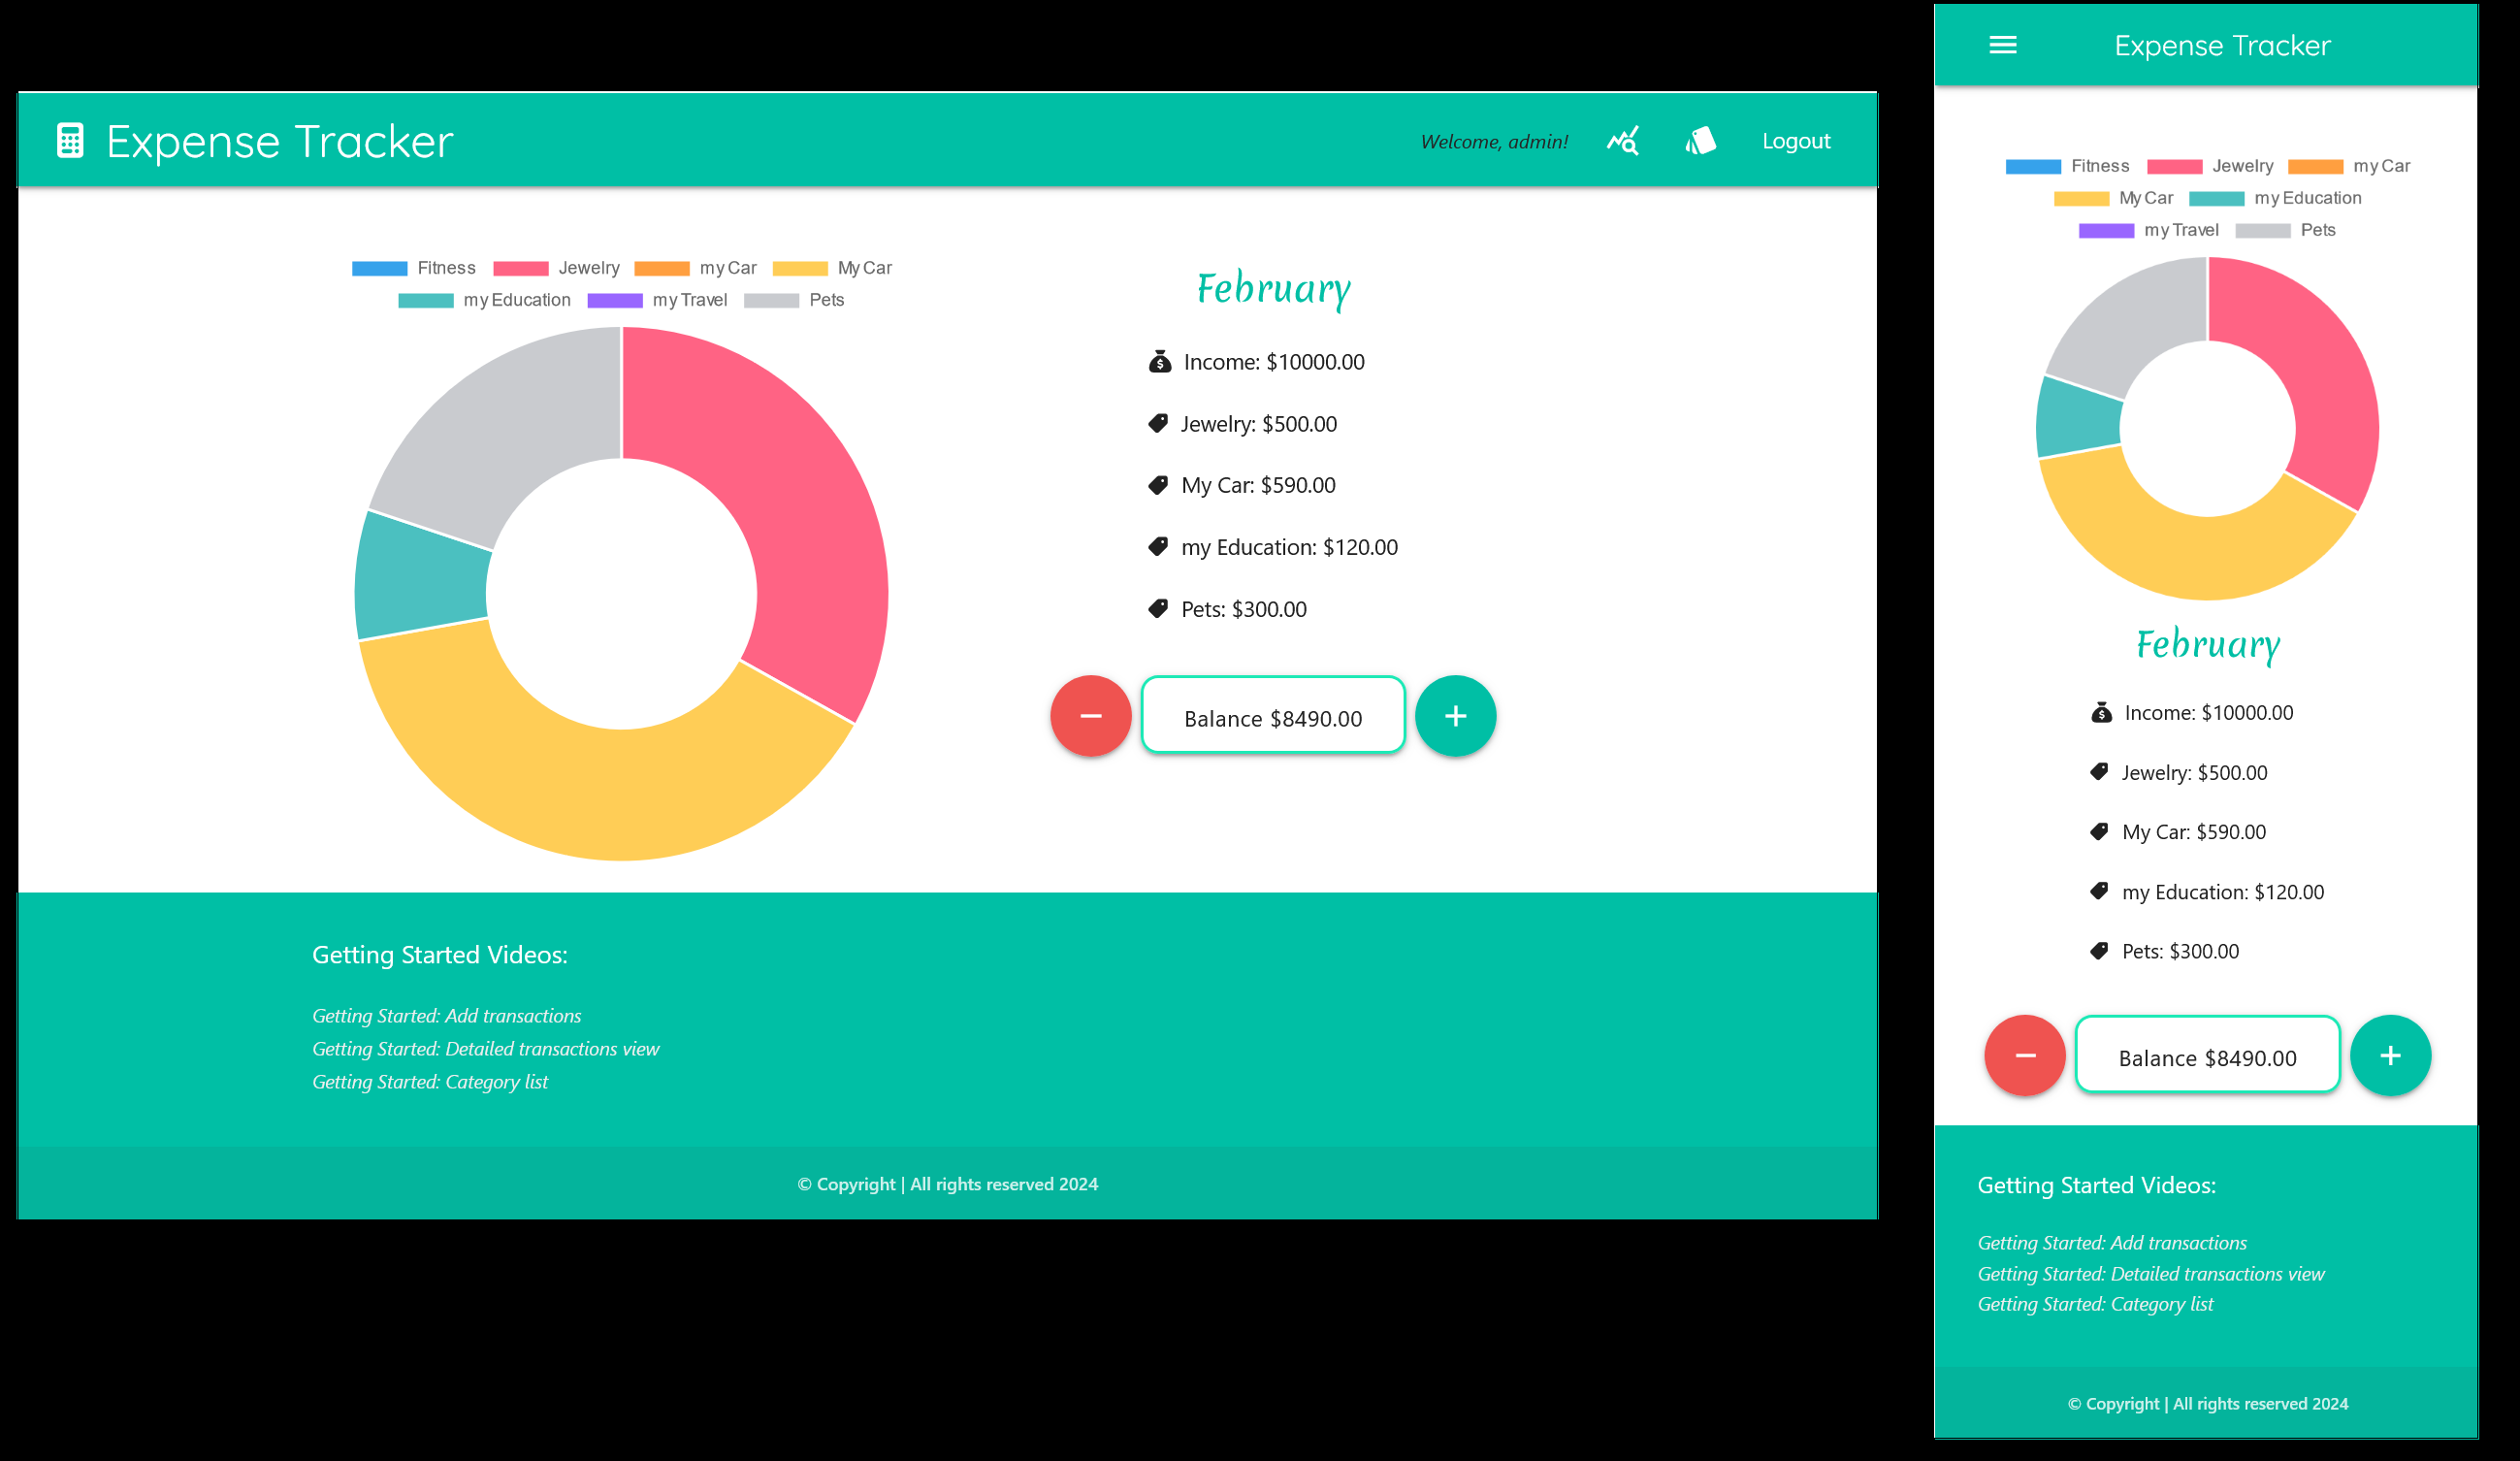 Expense Tracker
Welcome, admin!
Logout
Fitness Jewelry my Car My Car
my Education my Travel Pets
February
Income: $10000.00
Jewelry: $500.00
My Car: $590.00
my Education: $120.00
Pets: $300.00
Balance $8490.00
Getting Started Videos:
Getting Started: Add transactions
Getting Started: Detailed transactions view
Getting Started: Category list
© Copyright | All rights reserved 2024
Expense Tracker
Fitness Jewelry my Car
My Car my Education
my Travel Pets
February
Income: $10000.00
Jewelry: $500.00
My Car: $590.00
my Education: $120.00
Pets: $300.00
Balance $8490.00
Getting Started Videos:
Getting Started: Add transactions
Getting Started: Detailed transactions view
Getting Started: Category list
© Copyright | All rights reserved 2024